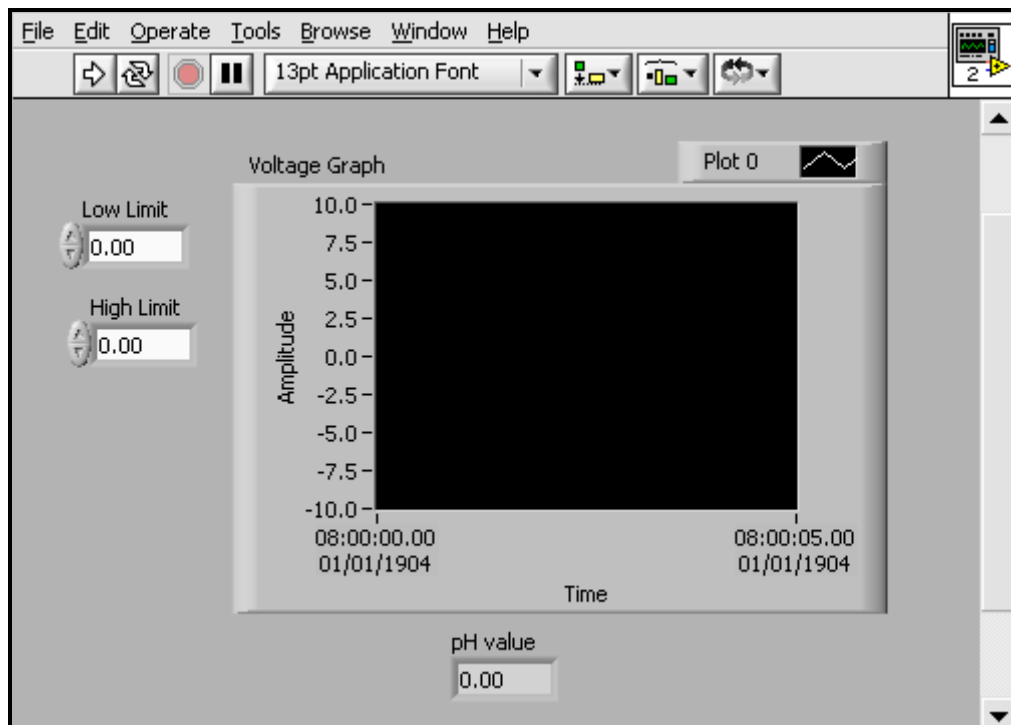 File Edit Operate Tools Browse Window Help
13pt Application Font
2
Voltage Graph
Plot 0
Low Limit
0.00
High Limit
0.00
Amplitude
10.0
7.5
5.0
2.5
0.0
-2.5
-5.0
-7.5
-10.0
08:00:00.00
01/01/1904
08:00:05.00
01/01/1904
Time
pH value
0.00